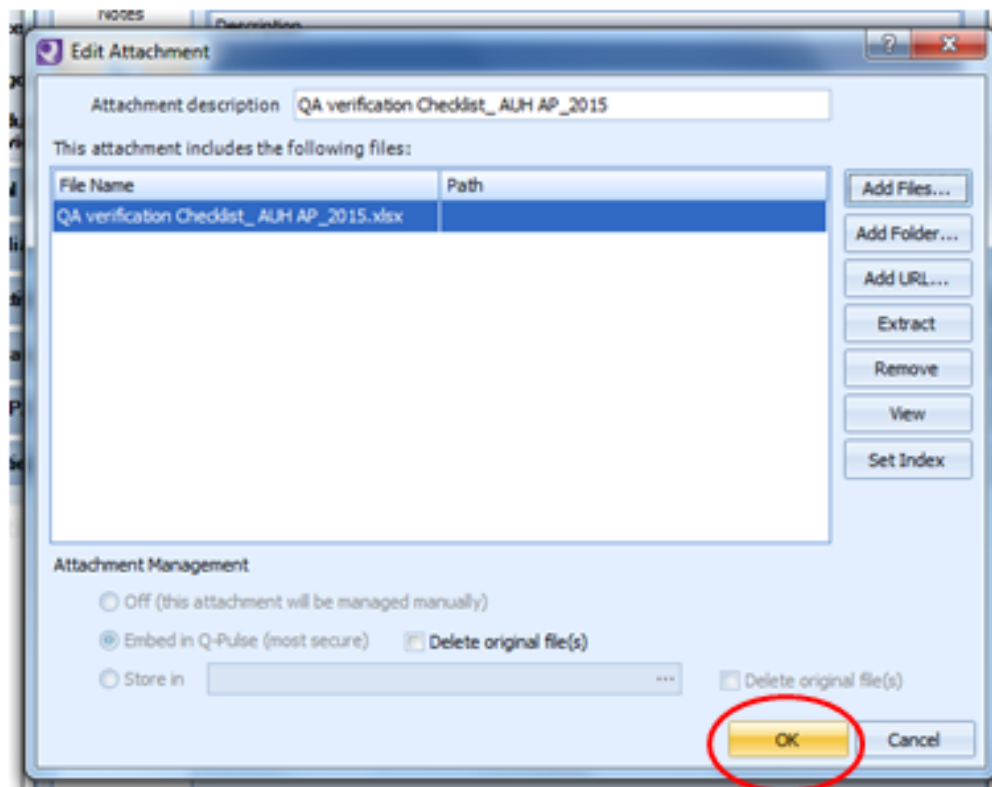 Notes
Description
Edit Attachment
Attachment description QA verification Checklist_ AUH AP_2015
This attachment includes the following files:
File Name Path
QA verification Checklist_ AUH AP_2015.xlsx
Add Files...
Add Folder...
Add URL...
Extract
Remove
View
Set Index
Attachment Management
Off (this attachment will be managed manually)
Embed in Q-Pulse (most secure) Delete original file(s)
Store in ... Delete original file(s)
OK Cancel